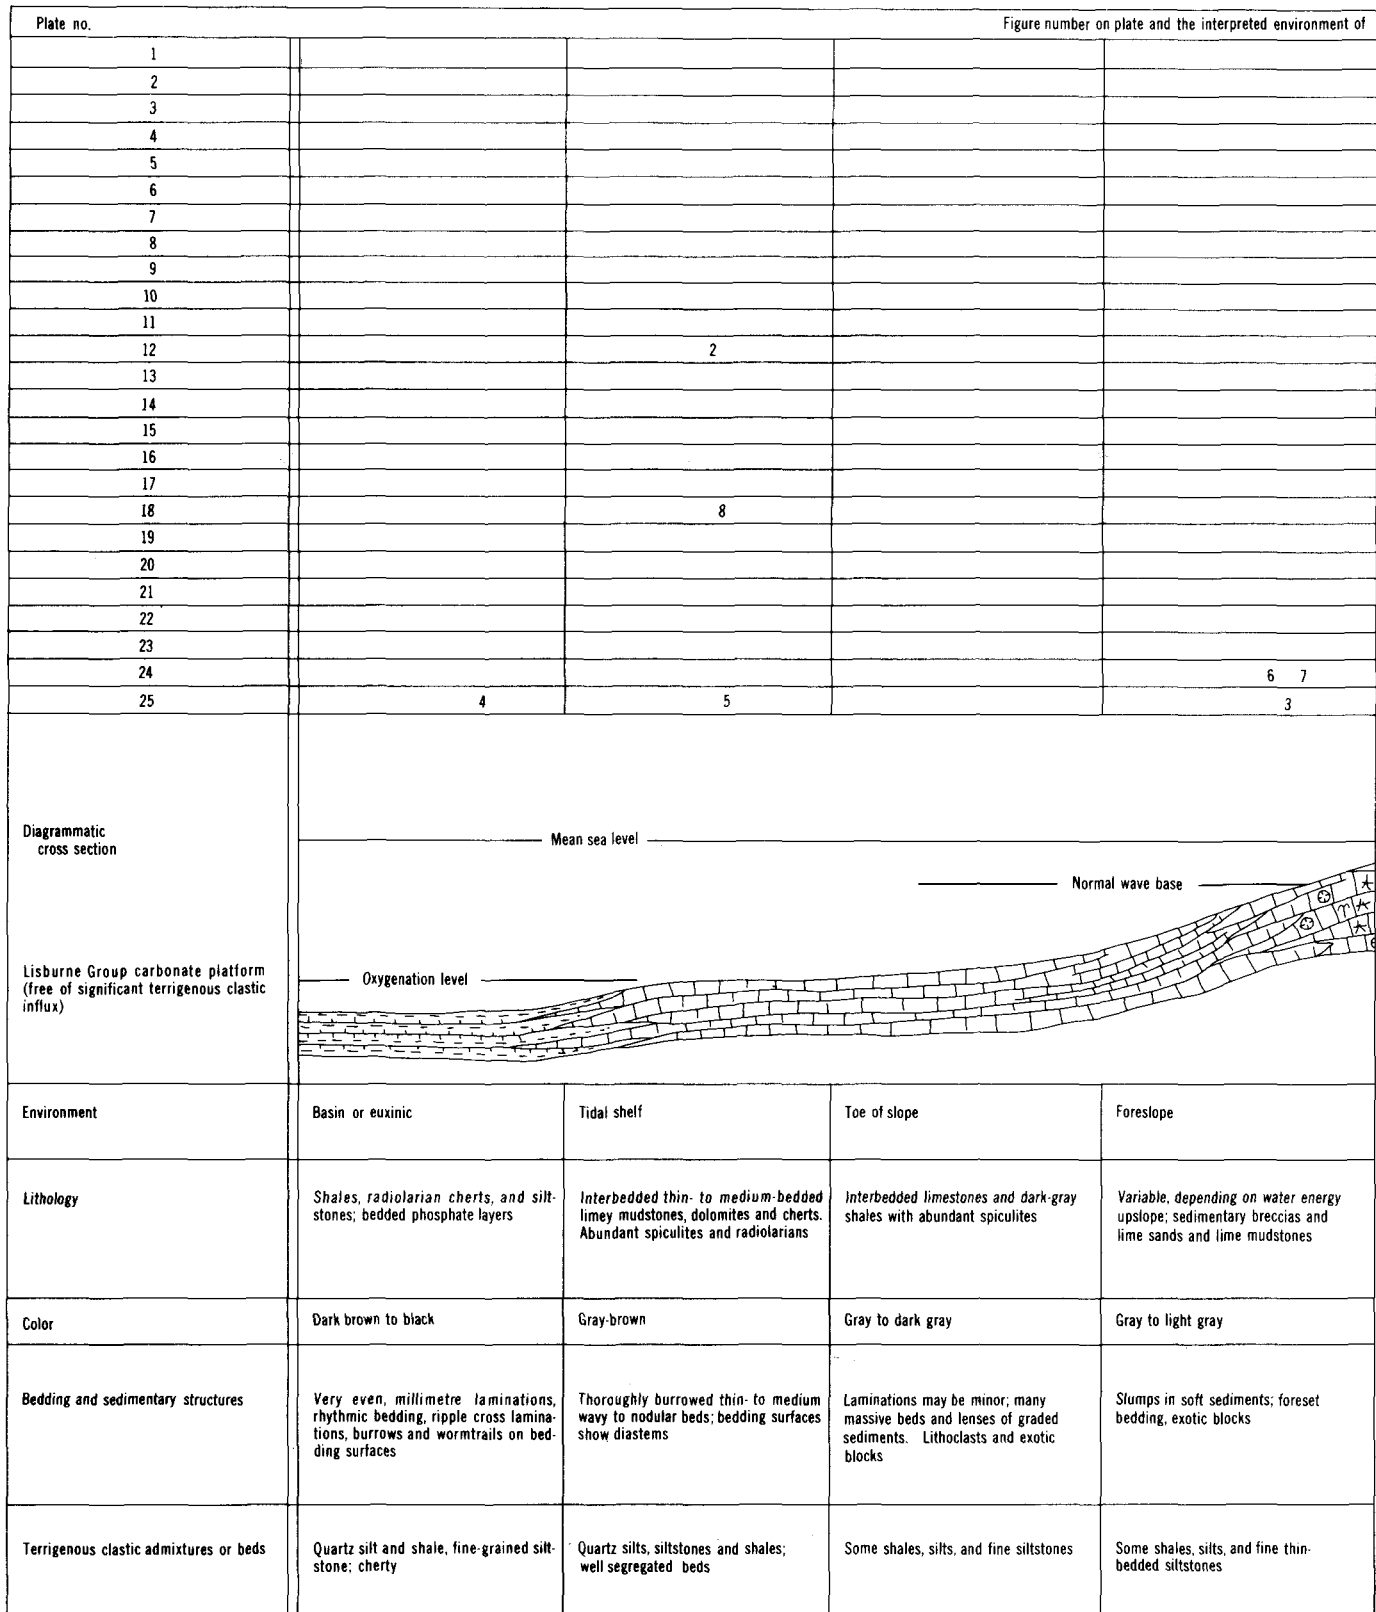 Plate no. Figure number on plate and the interpreted environment of
1
2
3
4
5
6
7
8
9
10
11
12 2
13
14
15
16
17
18 8
19
20
21
22
23
24 6 7
25 4 5 3
Diagrammatic
cross section
Mean sea level
Normal wave base
Lisburne Group carbonate platform
(free of significant terrigenous clastic
influx)
Oxygenation level
Environment
Basin or euxinic
Tidal shelf
Toe of slope
Foreslope
Lithology
Shales, radiolarian cherts, and silt-
stones; bedded phosphate layers
Interbedded thin- to medium-bedded
limey mudstones, dolomites and cherts.
Abundant spiculites and radiolarians
Interbedded limestones and dark-gray
shales with abundant spiculites
Variable, depending on water energy
upslope; sedimentary breccias and
lime sands and lime mudstones
Color
Dark brown to black
Gray-brown
Gray to dark gray
Gray to light gray
Bedding and sedimentary structures
Very even, millimetre laminations,
rhythmic bedding, ripple cross lamina-
tions, burrows and wormtrails on bed-
ding surfaces
Thoroughly burrowed thin- to medium
wavy to nodular beds; bedding surfaces
show diastems
Laminations may be minor; many
massive beds and lenses of graded
sediments. Lithoclasts and exotic
blocks
Slumps in soft sediments; foreset
bedding, exotic blocks
Terrigenous clastic admixtures or beds
Quartz silt and shale, fine-grained silt-
stone; cherty
Quartz silts, siltstones and shales;
well segregated beds
Some shales, silts, and fine siltstones
Some shales, silts, and fine thin-
bedded siltstones